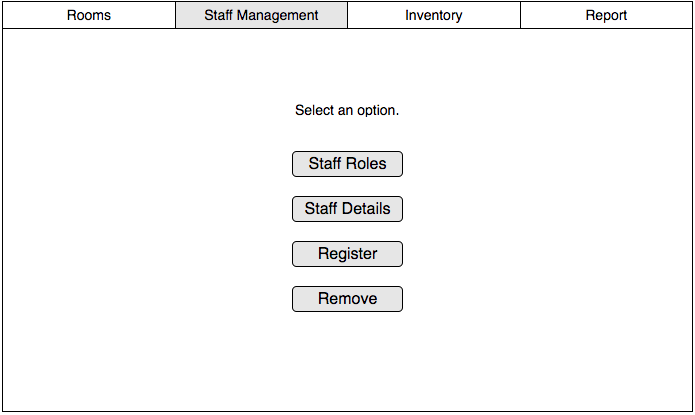 Rooms Staff Management Inventory Report
Select an option.
Staff Roles
Staff Details
Register
Remove